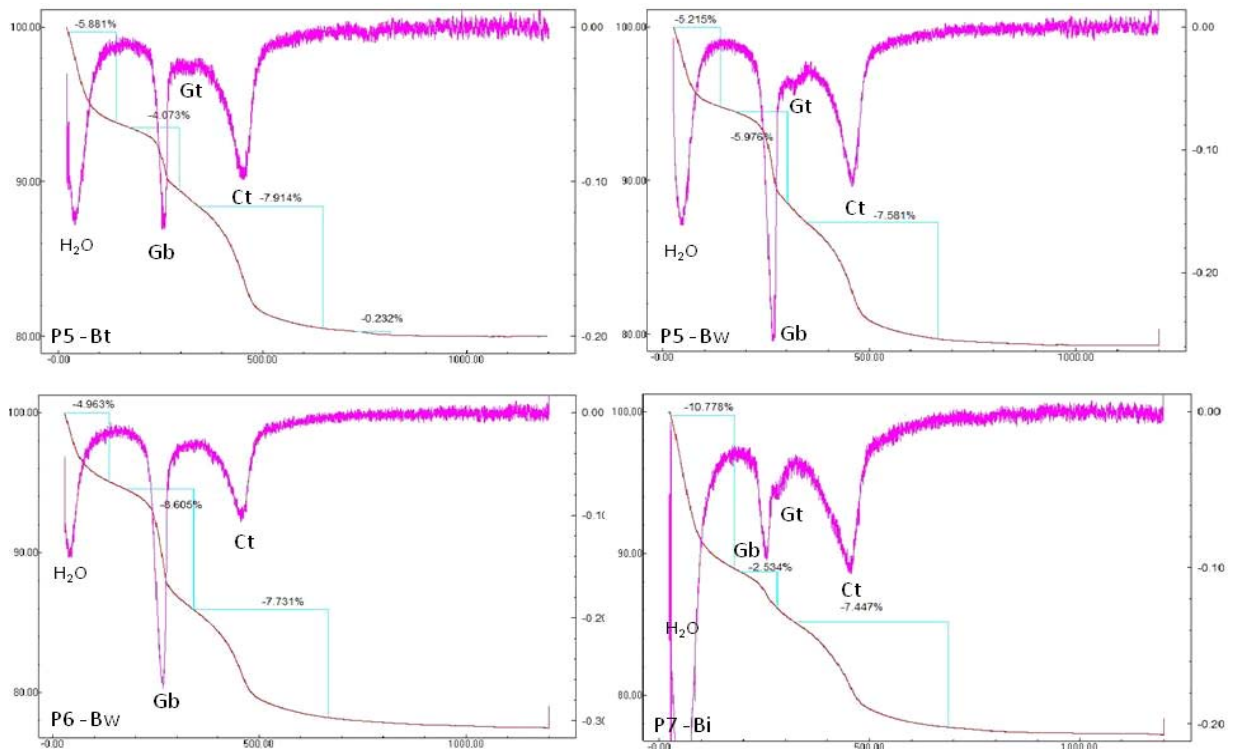 100.00
-5.881%
0.00
Gt
-4.073%
90.00
-0.10
Ct
-7.914%
H₂O
Gb
80.00
P5 - Bt
-0.232%
-0.20
-0.00
500.00
1000.00
100.00
-5.215%
0.00
Gt
-5.976%
90.00
-0.10
Ct
-7.581%
H₂O
-0.20
80.00
P5 - Bw
Gb
-0.00
500.00
1000.00
100.00
-4.963%
0.00
-8.605%
90.00
-0.10
Ct
H₂O
-7.731%
-0.20
80.00
Gb
P6 - Bw
-0.30
-0.00
500.00
1000.00
100.00
-10.778%
0.00
Gt
Gb
90.00
-2.534%
-0.10
Ct
-7.447%
H₂O
80.00
P7 - Bi
-0.20
-0.00
500.00
1000.00